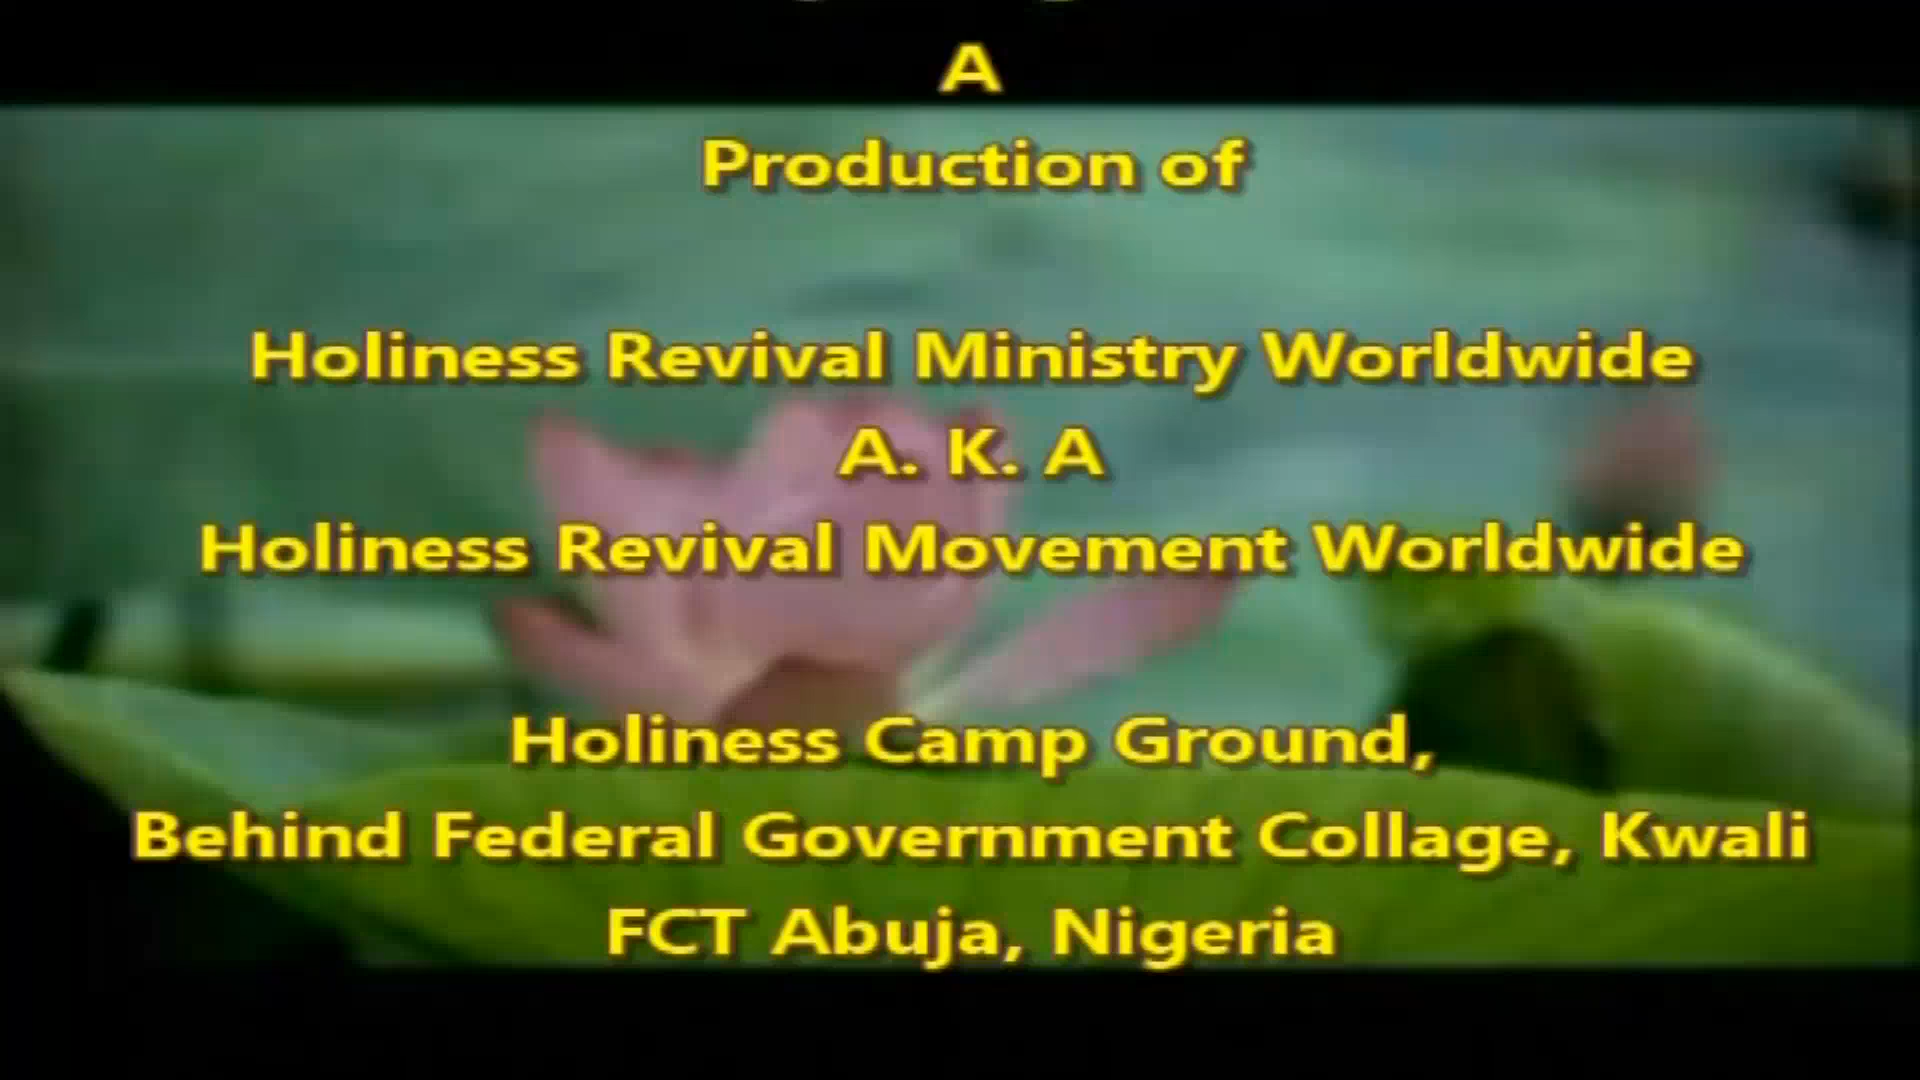 A
Production of
Holiness Revival Ministry Worldwide
A. K. A
Holiness Revival Movement Worldwide
Holiness Camp Ground,
Behind Federal Government Collage, Kwali
FCT Abuja, Nigeria